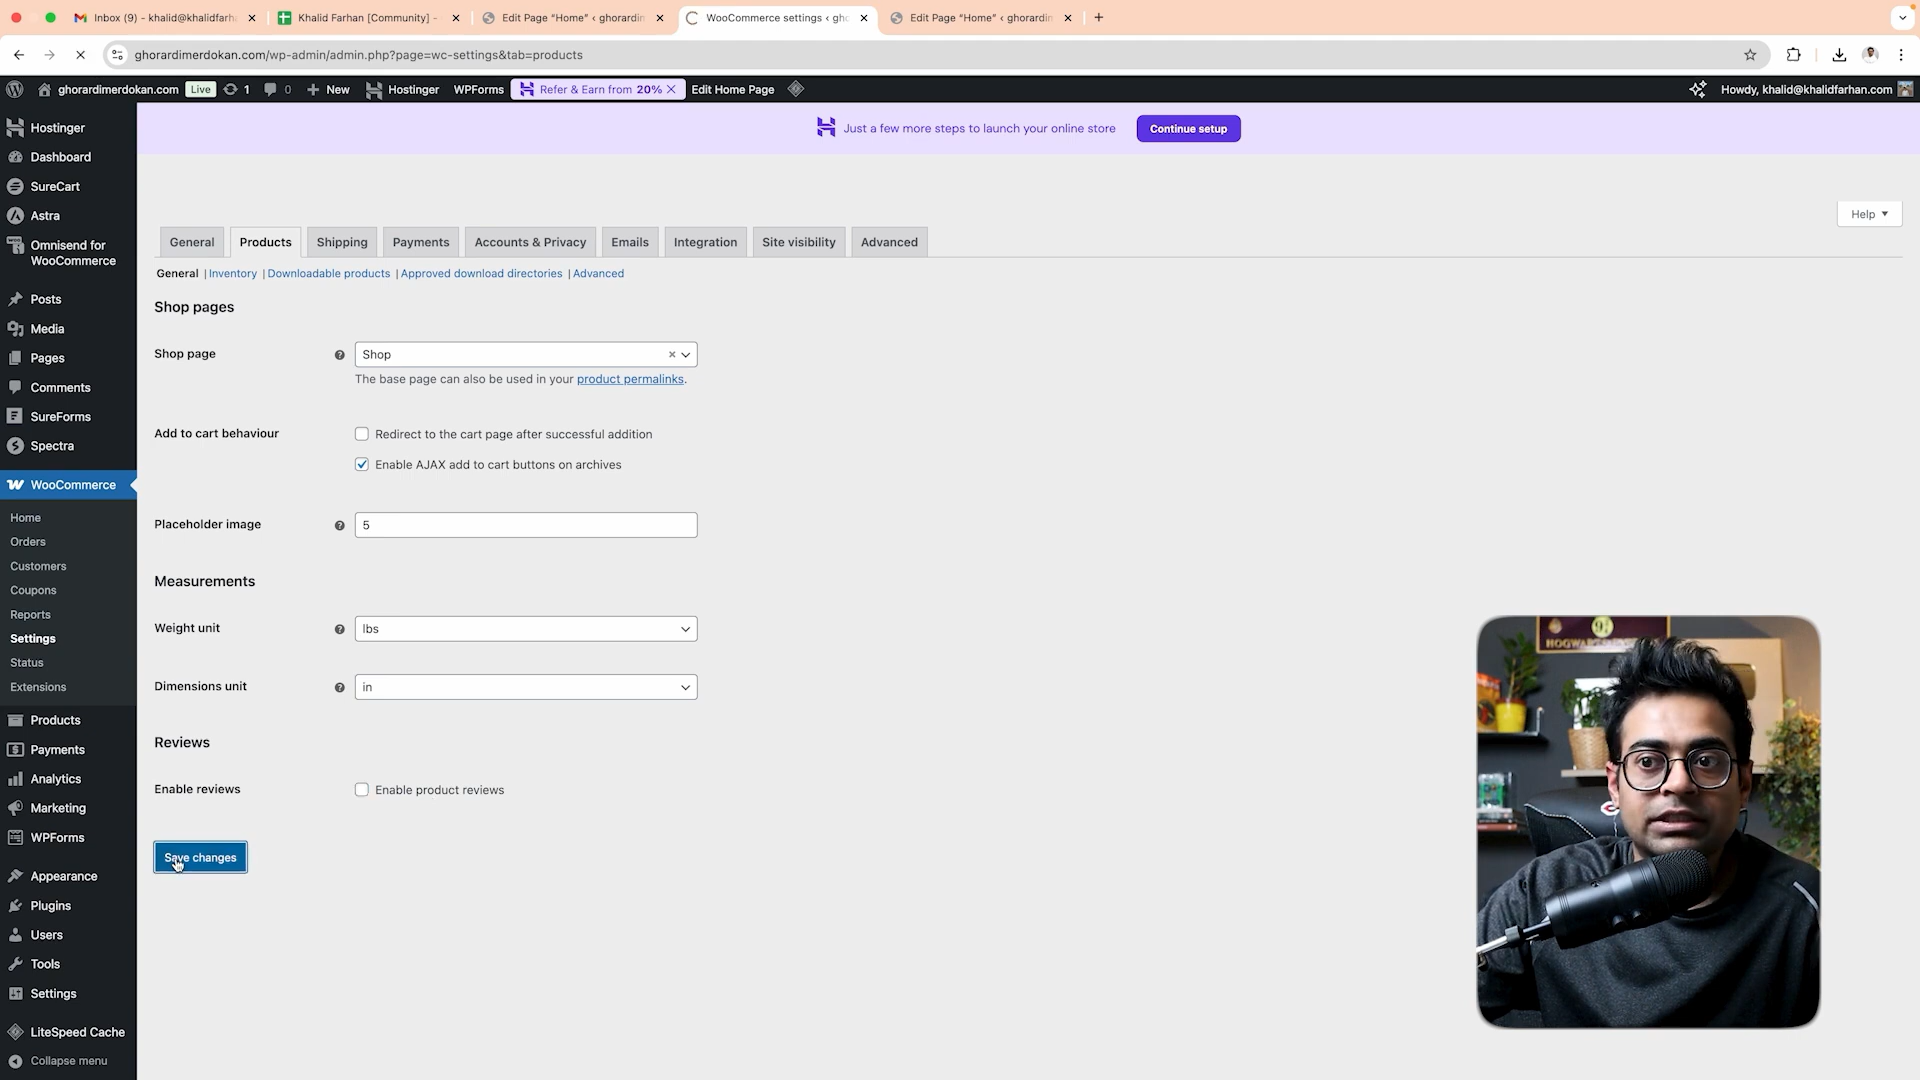 Inbox (9) - khalid@khalidfarh
Khalid Farhan [Community] -
Edit Page “Home” ‹ ghorardin
WooCommerce settings ‹ gho
Edit Page “Home” ‹ ghorardin
ghorardimerdokan.com/wp-admin/admin.php?page=wc-settings&tab=products
ghorardimerdokan.com Live 1 0 New Hostinger WPForms Refer & Earn from 20% Edit Home Page Howdy, khalid@khalidfarhan.com
Just a few more steps to launch your online store Continue setup
Hostinger
Dashboard
SureCart
Astra
Omnisend for
WooCommerce
Posts
Media
Pages
Comments
SureForms
Spectra
WooCommerce
Home
Orders
Customers
Coupons
Reports
Settings
Status
Extensions
Products
Payments
Analytics
Marketing
WPForms
Appearance
Plugins
Users
Tools
Settings
LiteSpeed Cache
Collapse menu
Help
General Products Shipping Payments Accounts & Privacy Emails Integration Site visibility Advanced
General | Inventory | Downloadable products | Approved download directories | Advanced
Shop pages
Shop page Shop
The base page can also be used in your product permalinks.
Add to cart behaviour Redirect to the cart page after successful addition
Enable AJAX add to cart buttons on archives
Placeholder image 5
Measurements
Weight unit lbs
Dimensions unit in
Reviews
Enable reviews Enable product reviews
Save changes
HOGWAR